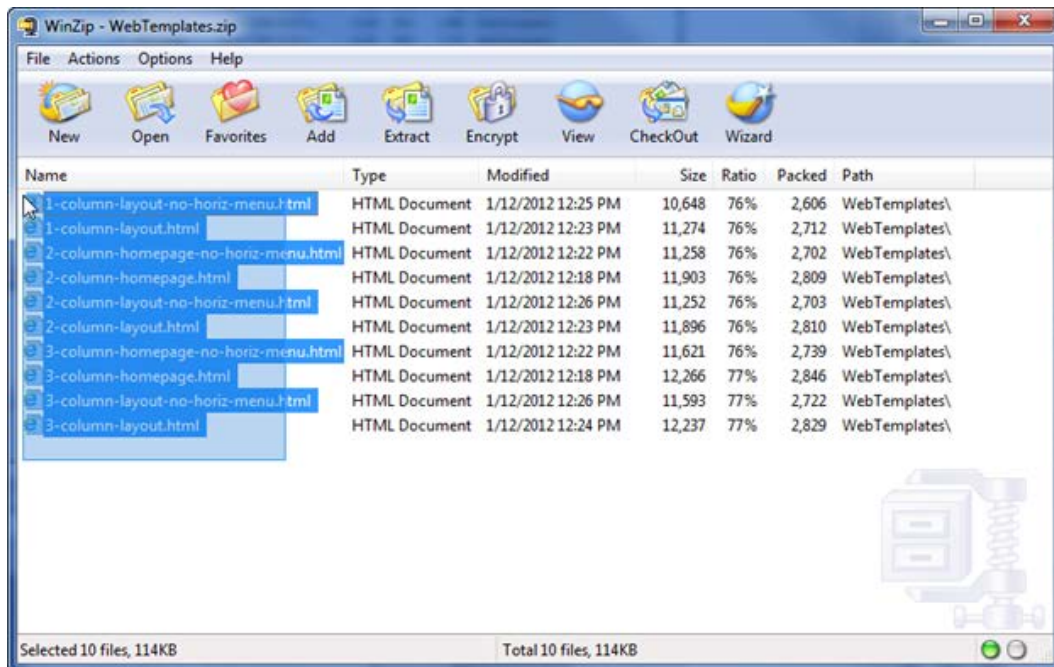 WinZip - WebTemplates.zip
File Actions Options Help
New Open Favorites Add Extract Encrypt View CheckOut Wizard
Name Type Modified Size Ratio Packed Path
1-column-layout-no-horiz-menu.html HTML Document 1/12/2012 12:25 PM 10,648 76% 2,606 WebTemplates\
1-column-layout.html HTML Document 1/12/2012 12:23 PM 11,274 76% 2,712 WebTemplates\
2-column-homepage-no-horiz-menu.html HTML Document 1/12/2012 12:22 PM 11,258 76% 2,702 WebTemplates\
2-column-homepage.html HTML Document 1/12/2012 12:18 PM 11,903 76% 2,809 WebTemplates\
2-column-layout-no-horiz-menu.html HTML Document 1/12/2012 12:26 PM 11,252 76% 2,703 WebTemplates\
2-column-layout.html HTML Document 1/12/2012 12:23 PM 11,896 76% 2,810 WebTemplates\
3-column-homepage-no-horiz-menu.html HTML Document 1/12/2012 12:22 PM 11,621 76% 2,739 WebTemplates\
3-column-homepage.html HTML Document 1/12/2012 12:18 PM 12,266 77% 2,846 WebTemplates\
3-column-layout-no-horiz-menu.html HTML Document 1/12/2012 12:26 PM 11,593 77% 2,722 WebTemplates\
3-column-layout.html HTML Document 1/12/2012 12:24 PM 12,237 77% 2,829 WebTemplates\
Selected 10 files, 114KB Total 10 files, 114KB